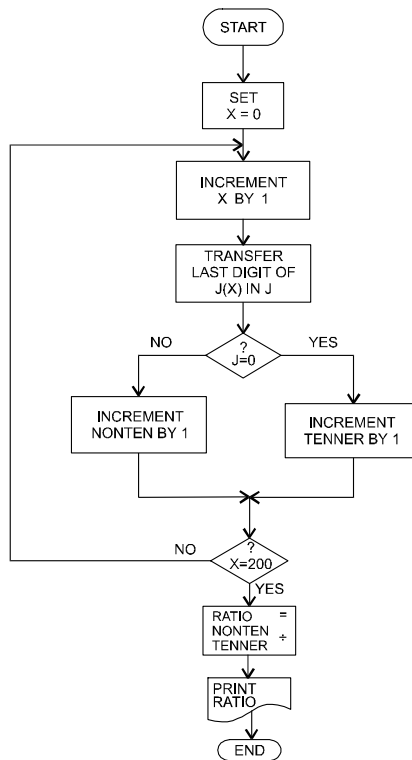 START
SET
X = 0
INCREMENT
X BY 1
TRANSFER
LAST DIGIT OF
J(X) IN J
?
J=0
NO
YES
INCREMENT
NONTEN BY 1
INCREMENT
TENNER BY 1
?
X=200
NO
YES
RATIO =
NONTEN
TENNER ÷
PRINT
RATIO
END